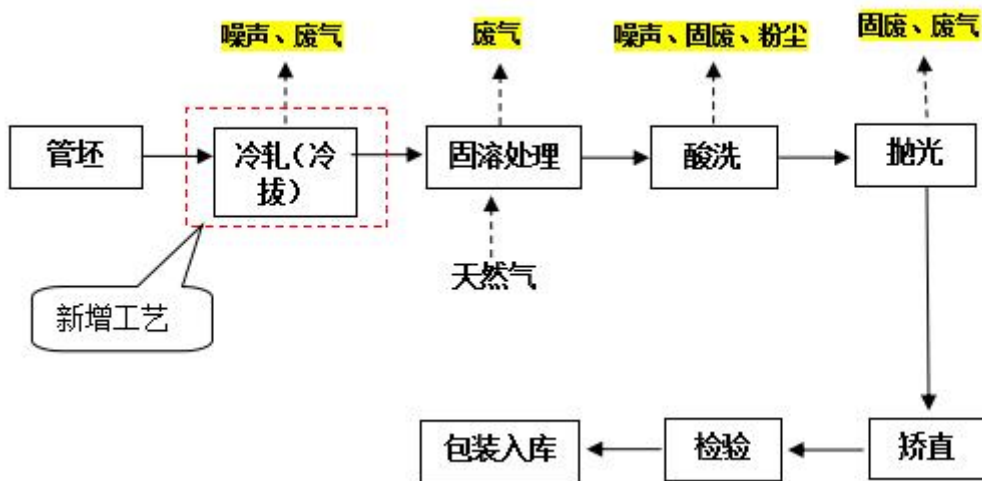 噪声、废气
废气
噪声、固废、粉尘
固废、废气
管坯
冷轧（冷
拔）
固溶处理
酸洗
抛光
天然气
新增工艺
包装入库
检验
矫直